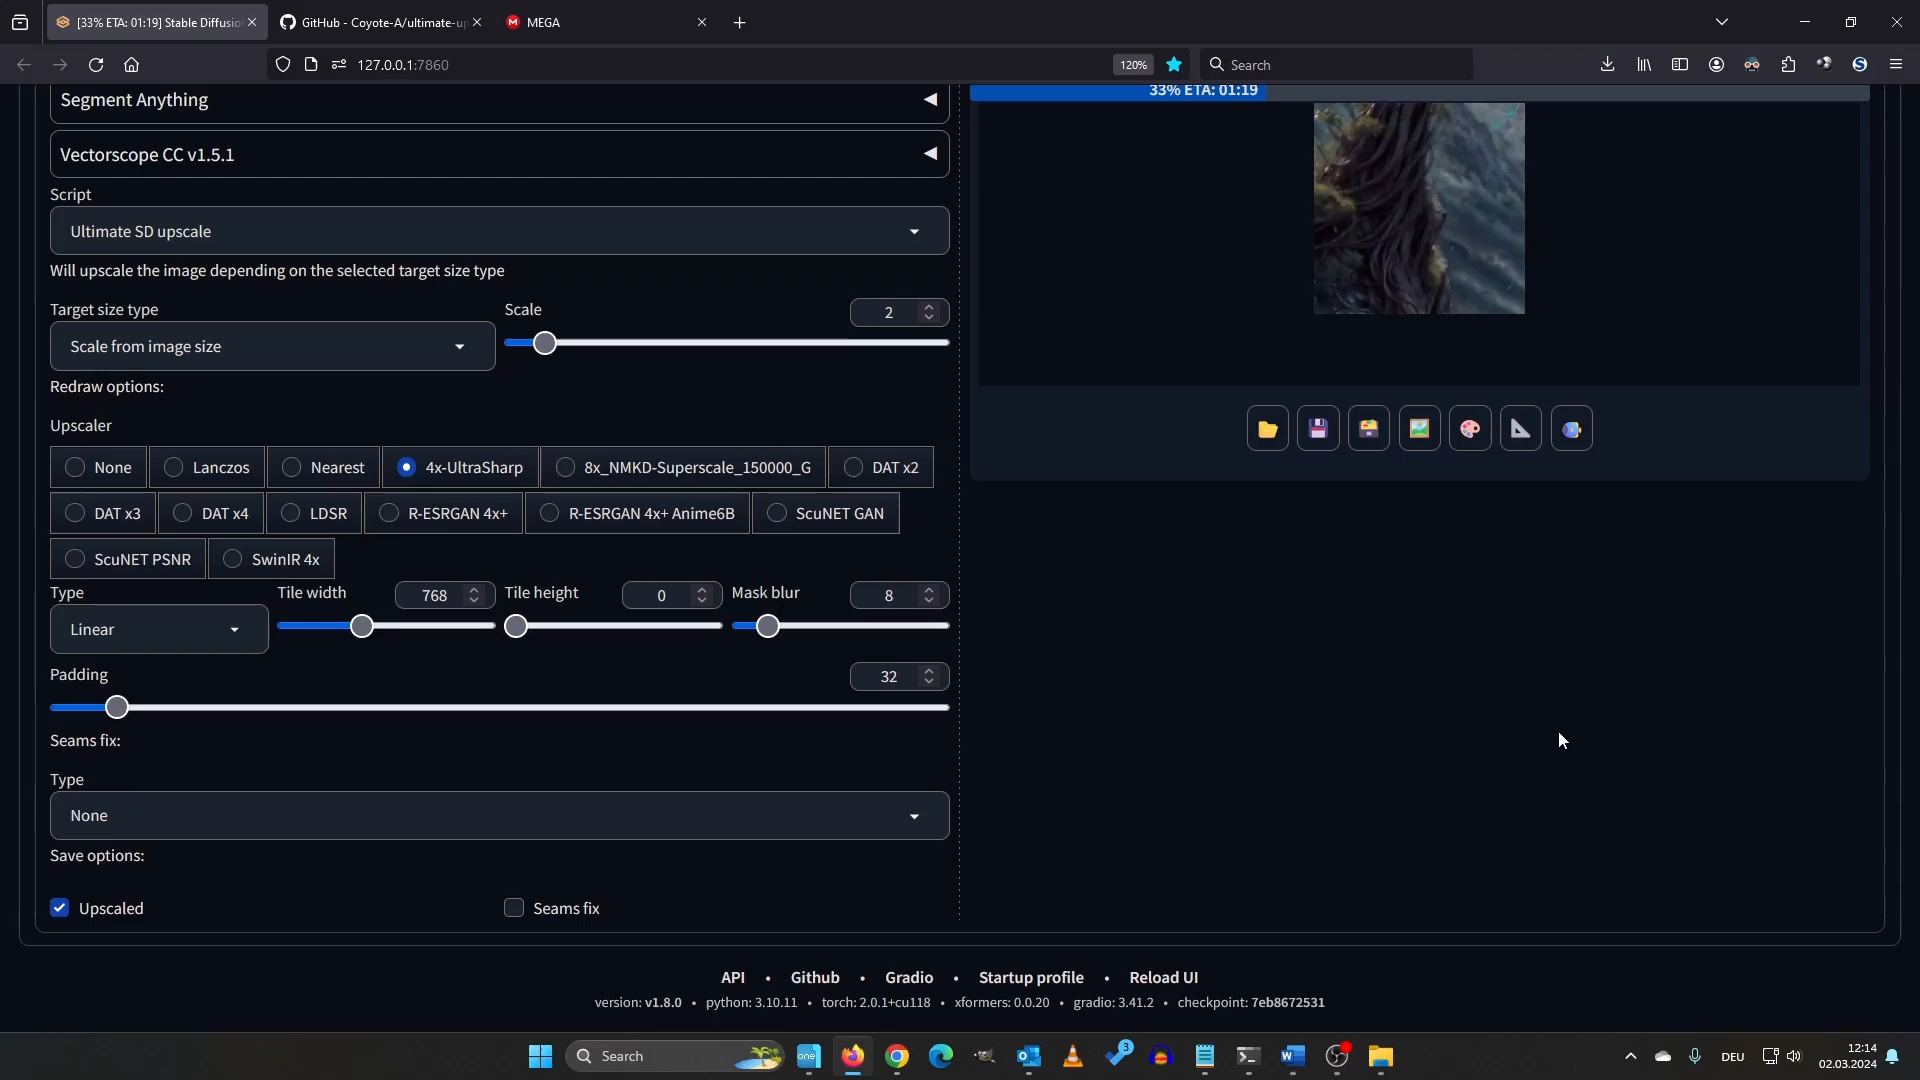 [33% ETA: 01:19] Stable Diffusio
GitHub - Coyote-A/ultimate-up
MEGA
127.0.0.1:7860
120%
Search
Segment Anything
33% ETA: 01:19
Vectorscope CC v1.5.1
Script
Ultimate SD upscale
Will upscale the image depending on the selected target size type
Target size type
Scale
2
Scale from image size
Redraw options:
Upscaler
None
Lanczos
Nearest
4x-UltraSharp
8x_NMKD-Superscale_150000_G
DAT x2
DAT x3
DAT x4
LDSR
R-ESRGAN 4x+
R-ESRGAN 4x+ Anime6B
ScuNET GAN
ScuNET PSNR
SwinIR 4x
Type
Tile width
768
Tile height
0
Mask blur
8
Linear
Padding
32
Seams fix:
Type
None
Save options:
Upscaled
Seams fix
API • Github • Gradio • Startup profile • Reload UI
version: v1.8.0 • python: 3.10.11 • torch: 2.0.1+cu118 • xformers: 0.0.20 • gradio: 3.41.2 • checkpoint: 7eb8672531
Search
one
3
DEU
12:14
02.03.2024